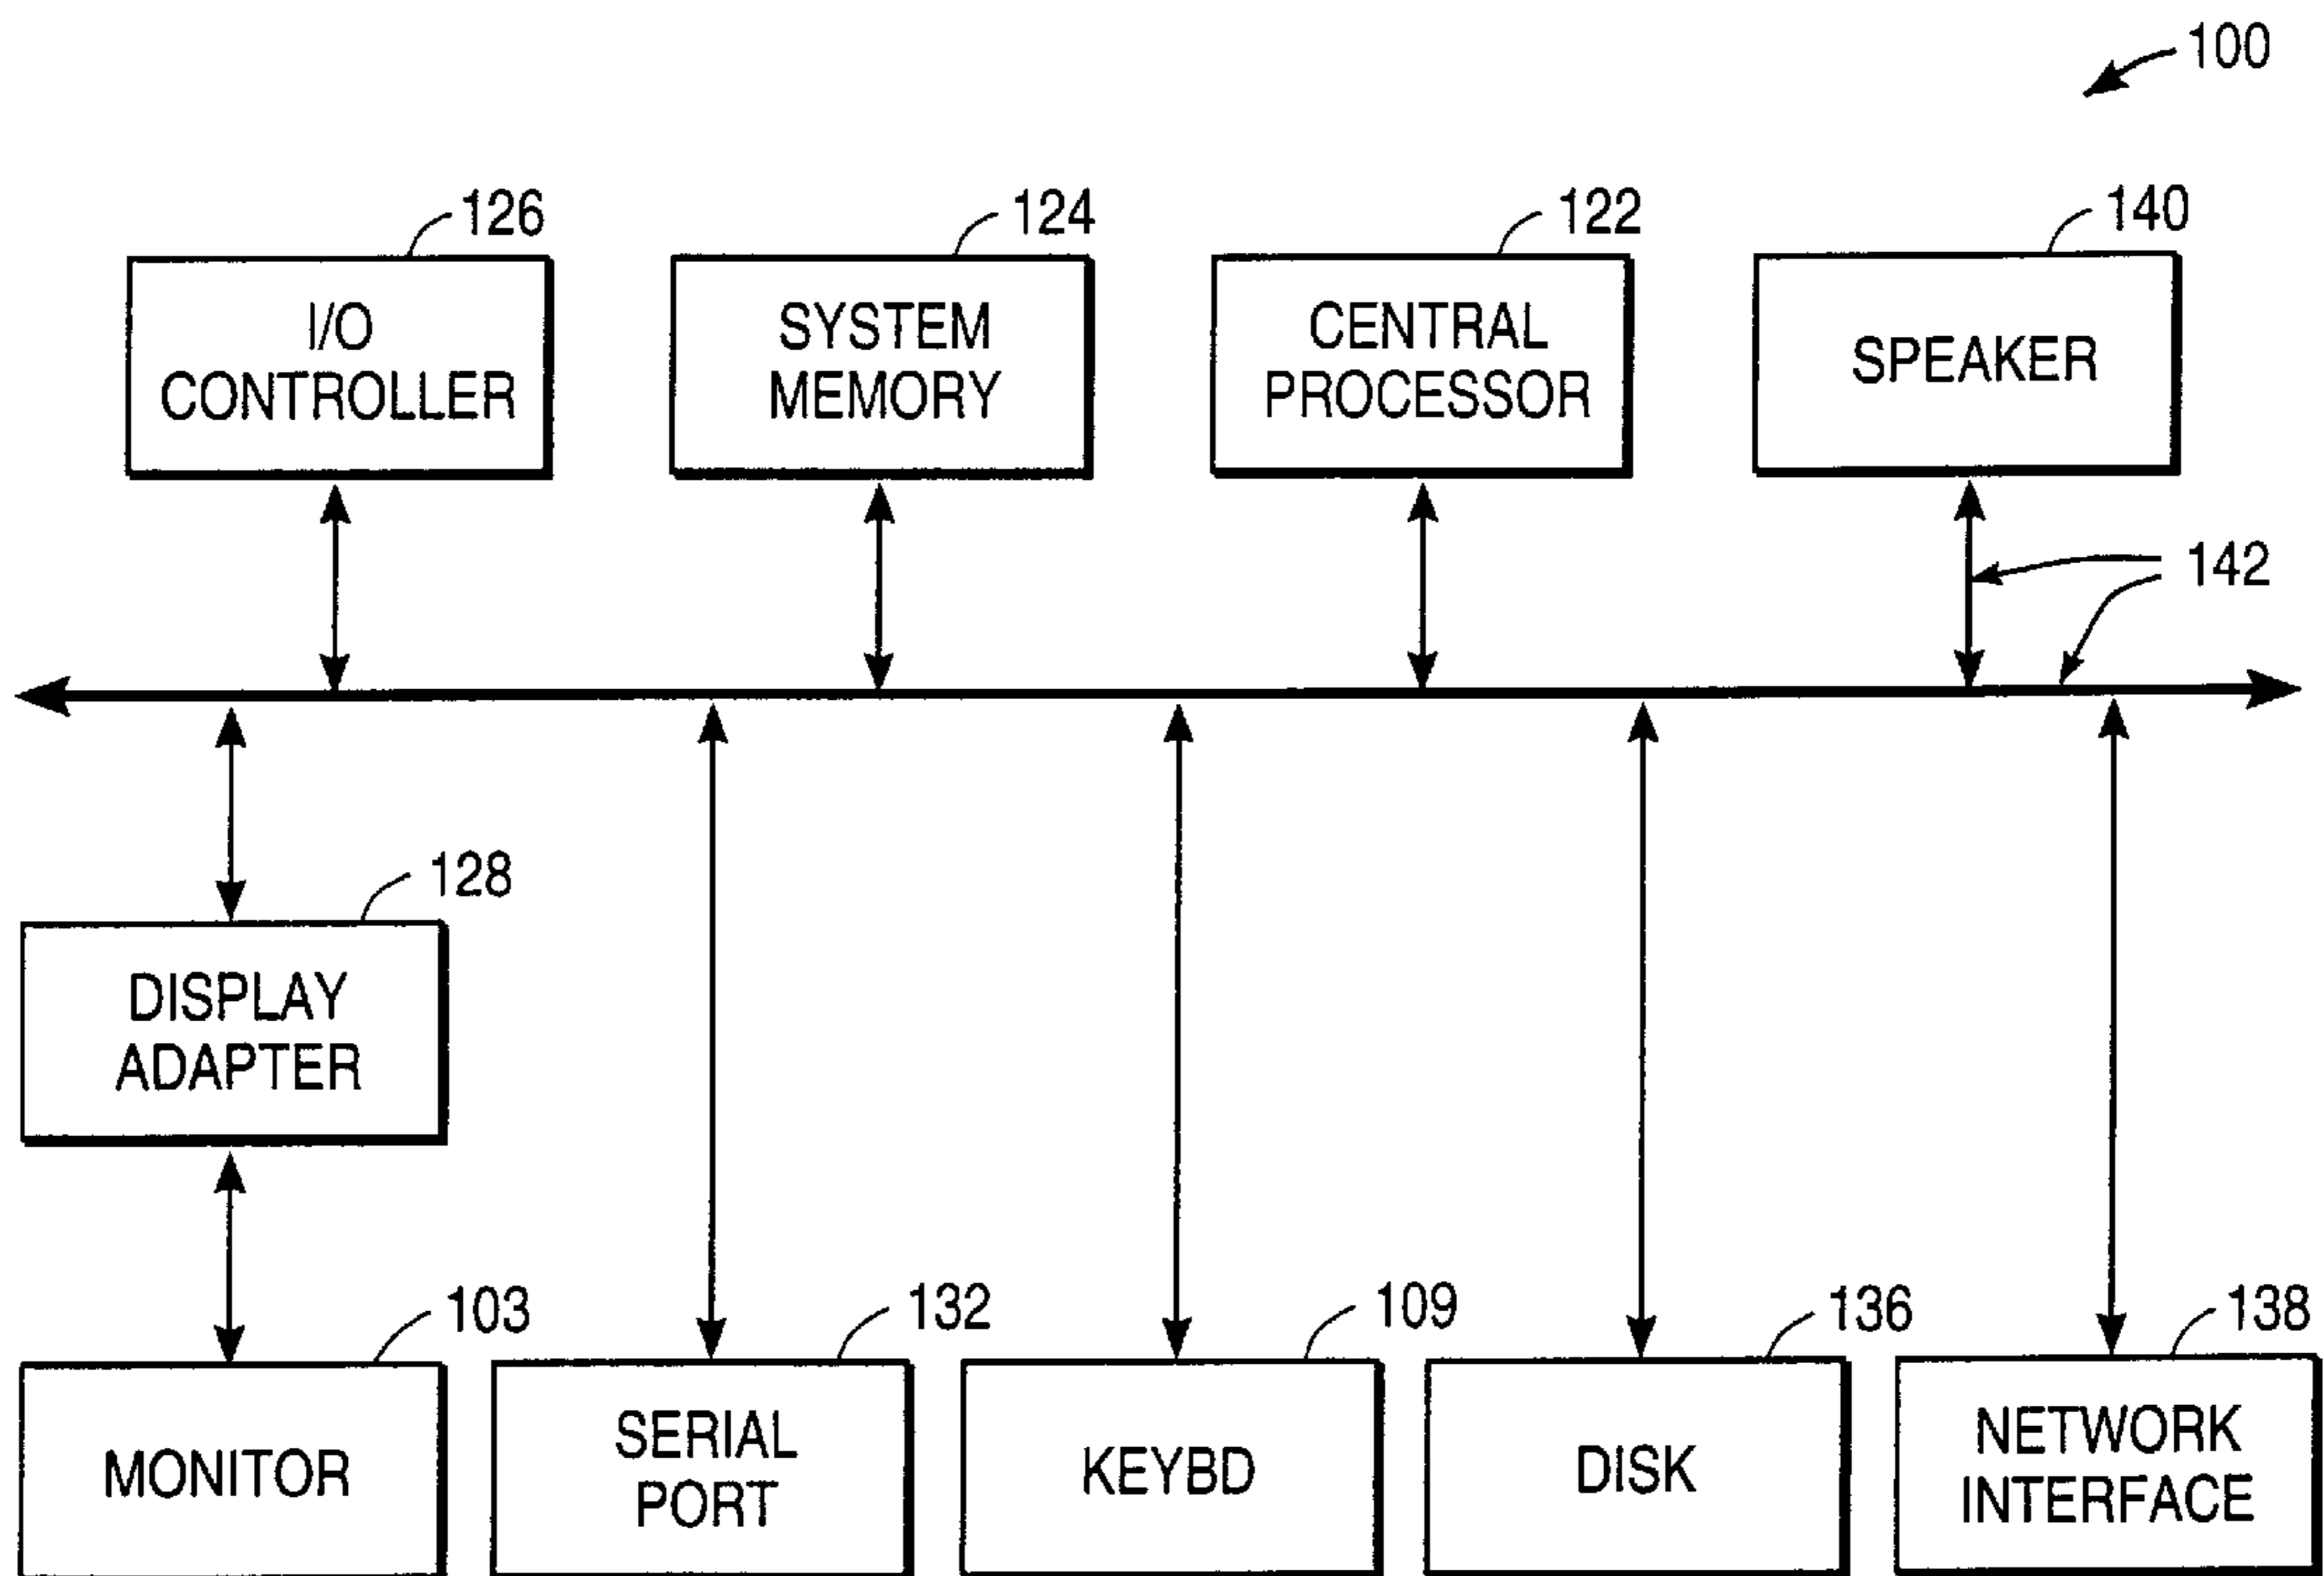 100
126
124
122
140
I/O
CONTROLLER
SYSTEM
MEMORY
CENTRAL
PROCESSOR
SPEAKER
142
128
DISPLAY
ADAPTER
103
132
109
136
138
MONITOR
SERIAL
PORT
KEYBD
DISK
NETWORK
INTERFACE